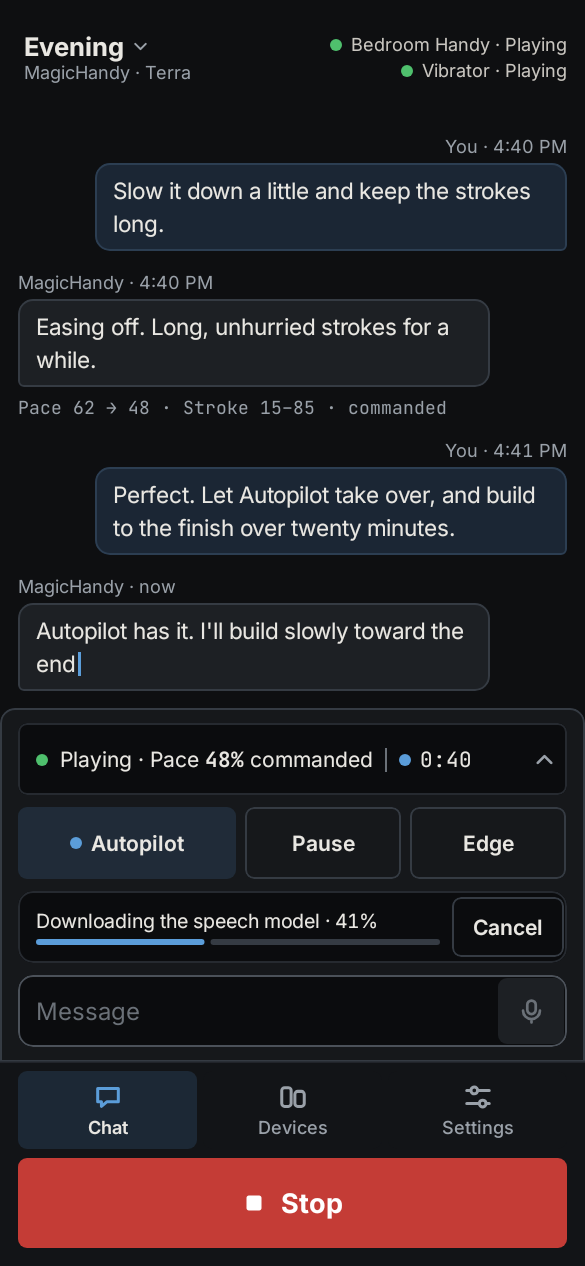 Evening
MagicHandy · Terra
Bedroom Handy · Playing
Vibrator · Playing
You · 4:40 PM
Slow it down a little and keep the strokes
long.
MagicHandy · 4:40 PM
Easing off. Long, unhurried strokes for a
while.
Pace 62 → 48 · Stroke 15–85 · commanded
You · 4:41 PM
Perfect. Let Autopilot take over, and build
to the finish over twenty minutes.
MagicHandy · now
Autopilot has it. I'll build slowly toward the
end
Playing · Pace 48% commanded
0:40
Autopilot
Pause
Edge
Downloading the speech model · 41%
Cancel
Message
Chat
Devices
Settings
Stop